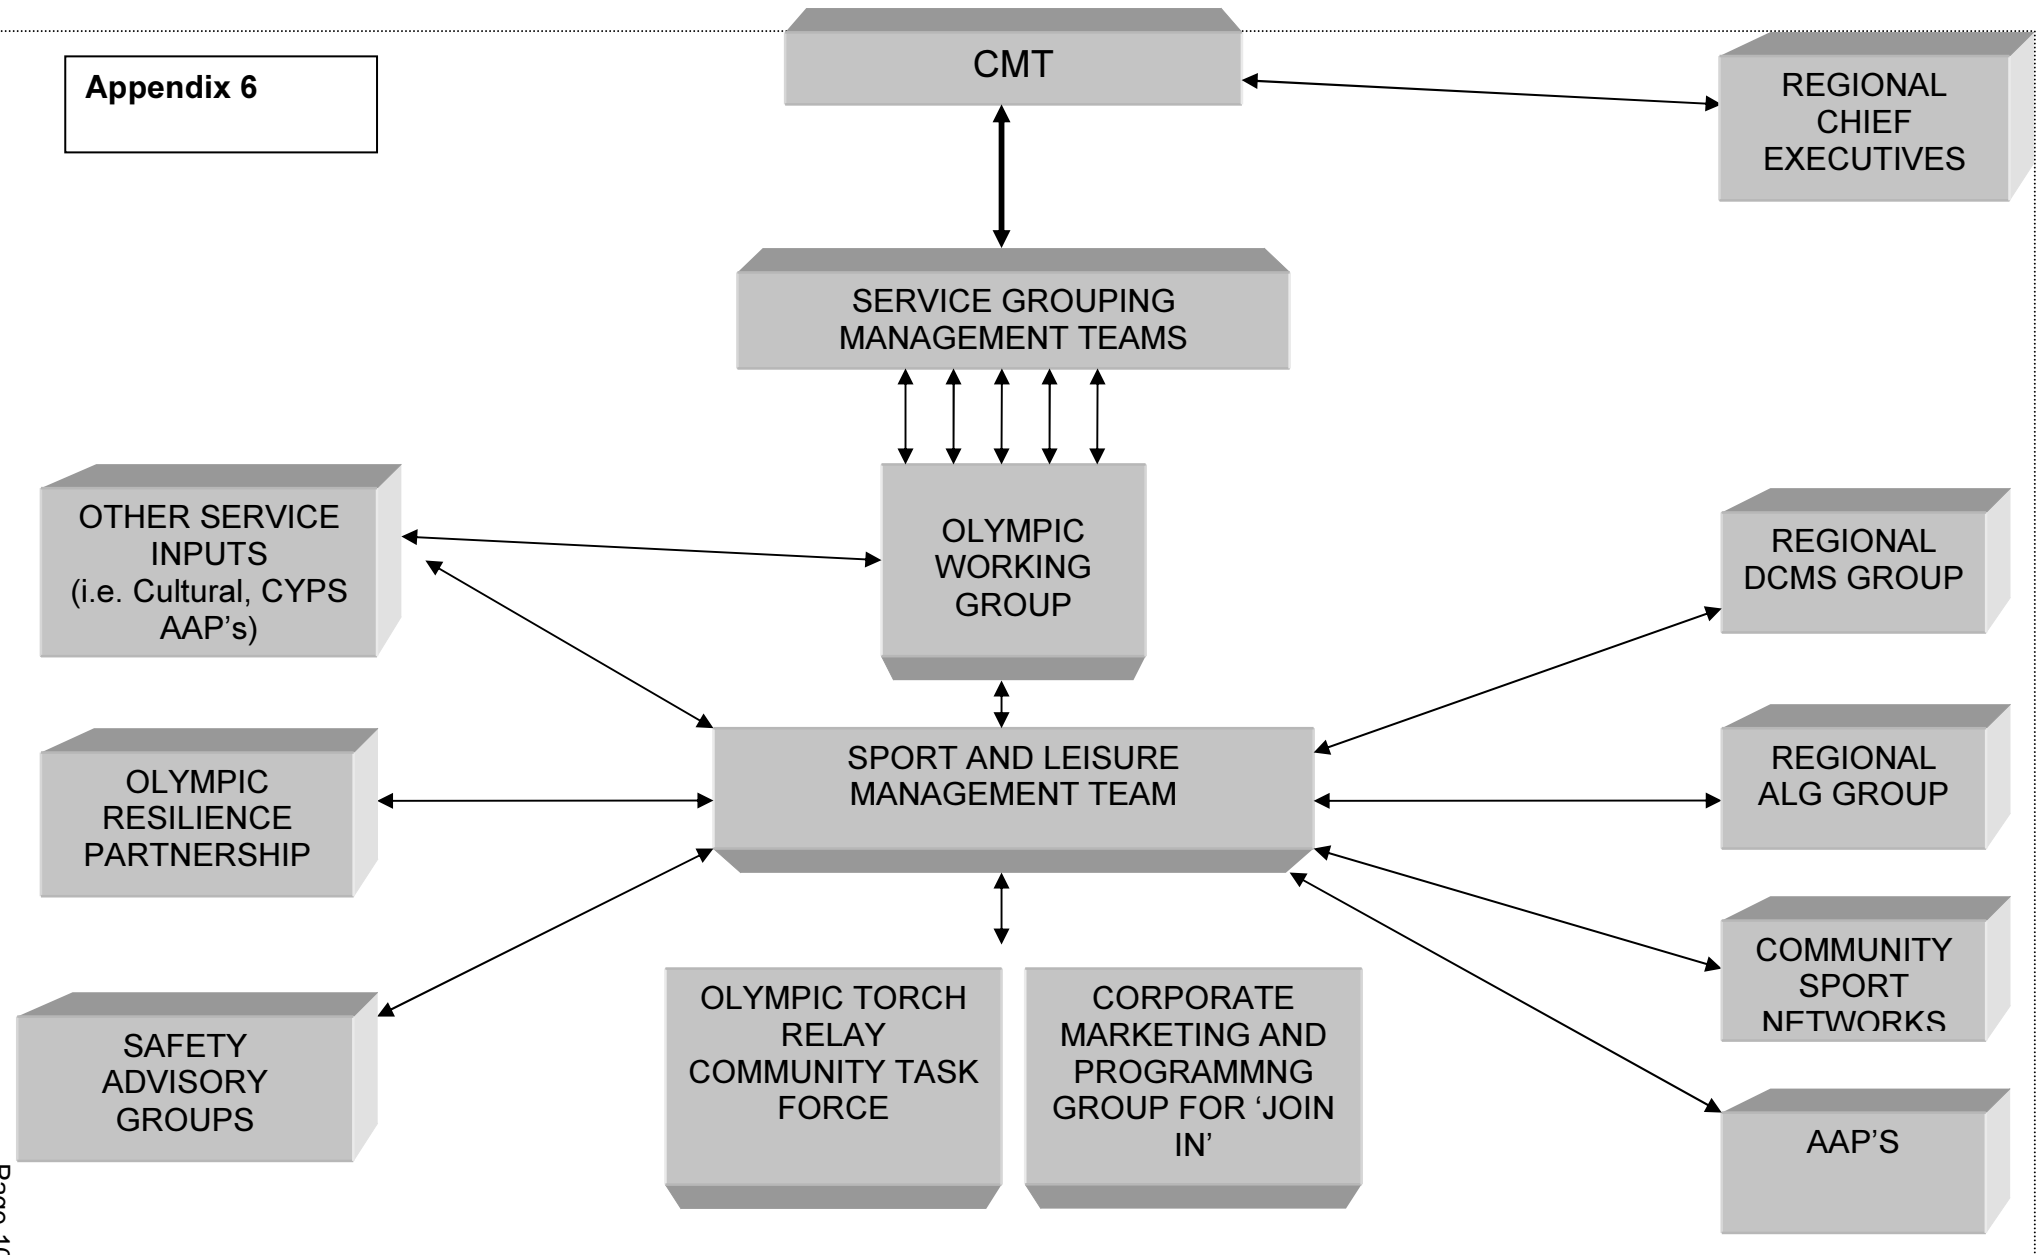 Appendix 6
CMT
REGIONAL
CHIEF
EXECUTIVES
SERVICE GROUPING
MANAGEMENT TEAMS
OTHER SERVICE
INPUTS
(i.e. Cultural, CYPS
AAP’s)
OLYMPIC
WORKING
GROUP
REGIONAL
DCMS GROUP
OLYMPIC
RESILIENCE
PARTNERSHIP
SPORT AND LEISURE
MANAGEMENT TEAM
REGIONAL
ALG GROUP
SAFETY
ADVISORY
GROUPS
OLYMPIC TORCH
RELAY
COMMUNITY TASK
FORCE
CORPORATE
MARKETING AND
PROGRAMMNG
GROUP FOR ‘JOIN
IN’
COMMUNITY
SPORT
NETWORKS
AAP’S
Page